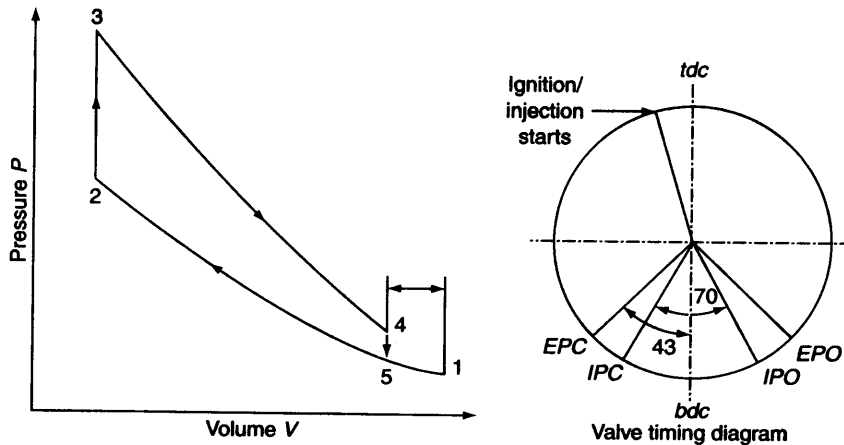 3
2
4
5
1
Pressure P
Volume V
tdc
Ignition/
injection
starts
70
43
EPC
IPC
IPO
EPO
bdc
Valve timing diagram